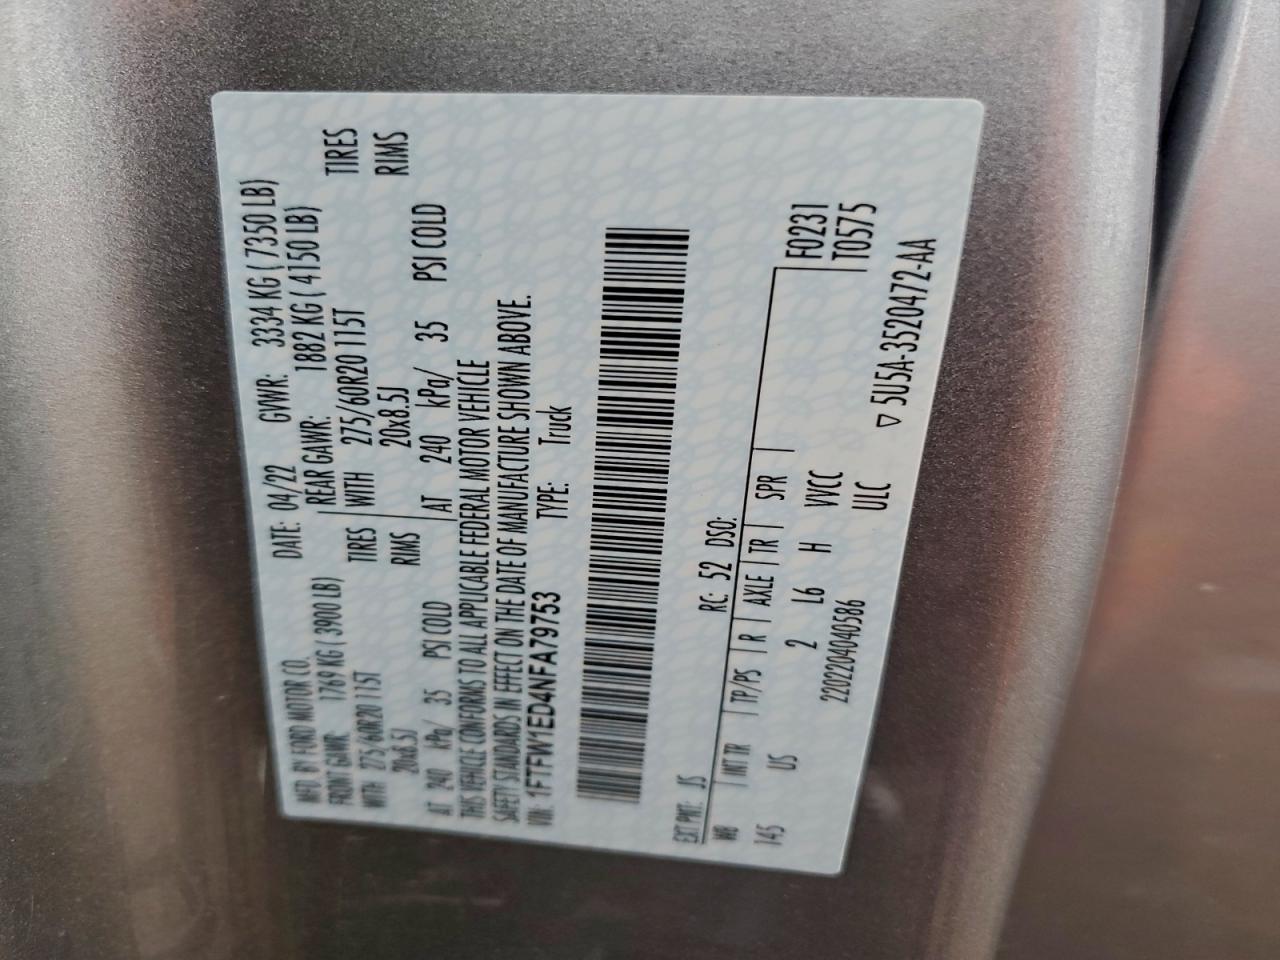 MFD. BY FORD MOTOR CO. DATE: 04/22 GVWR: 3334 KG ( 7350 LB)
FRONT GAWR: 1769 KG ( 3900 LB) REAR GAWR: 1882 KG ( 4150 LB)
WITH 275/60R20 115T TIRES WITH 275/60R20 115T TIRES
20x8.5J RIMS 20x8.5J RIMS
AT 240 kPa/ 35 PSI COLD AT 240 kPa/ 35 PSI COLD
THIS VEHICLE CONFORMS TO ALL APPLICABLE FEDERAL MOTOR VEHICLE
SAFETY STANDARDS IN EFFECT ON THE DATE OF MANUFACTURE SHOWN ABOVE.
VIN: 1FTFW1ED4NFA79753 TYPE: Truck
EXT PNT: JS RC: 52 DSO:
WB INT TR TP/PS R AXLE TR SPR F0231
145 US 2 L6 H VVCC T0575
2202204040586 ULC
▽ 5U5A-3520472-AA